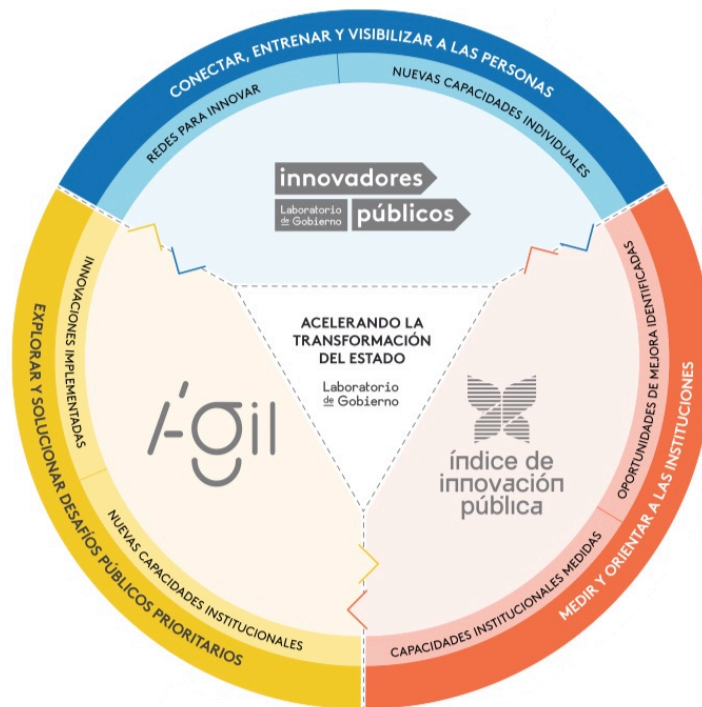 CONECTAR, ENTRENAR Y VISIBILIZAR A LAS PERSONAS
REDES PARA INNOVAR
NUEVAS CAPACIDADES INDIVIDUALES
innovadores
Laboratorio
de Gobierno
públicos
ACELERANDO LA
TRANSFORMACIÓN
DEL ESTADO
Laboratorio
de Gobierno
EXPLORAR Y SOLUCIONAR DESAFÍOS PÚBLICOS PRIORITARIOS
INNOVACIONES IMPLEMENTADAS
NUEVAS CAPACIDADES INSTITUCIONALES
Ágil
índice de
innovación
pública
OPORTUNIDADES DE MEJORA IDENTIFICADAS
CAPACIDADES INSTITUCIONALES MEDIDAS
MEDIR Y ORIENTAR A LAS INSTITUCIONES